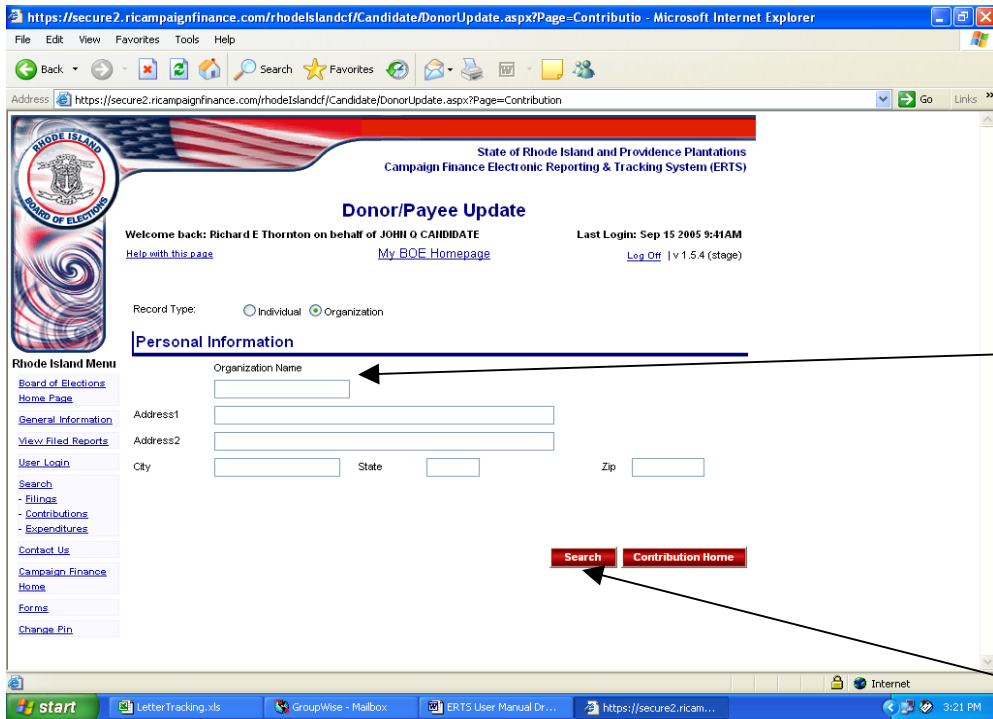 https://secure2.ricampaignfinance.com/rhodeIslandcf/Candidate/DonorUpdate.aspx?Page=Contributio - Microsoft Internet Explorer
File Edit View Favorites Tools Help
Back Search Favorites
Address https://secure2.ricampaignfinance.com/rhodeIslandcf/Candidate/DonorUpdate.aspx?Page=Contribution Go Links »
RHODE ISLAND
BOARD OF ELECTIONS
State of Rhode Island and Providence Plantations
Campaign Finance Electronic Reporting & Tracking System (ERTS)
Donor/Payee Update
Welcome back: Richard E Thornton on behalf of JOHN Q CANDIDATE Last Login: Sep 15 2005 9:41AM
Help with this page My BOE Homepage Log Off | v 1.5.4 (stage)
Record Type: Individual Organization
Personal Information
Organization Name
Address1
Address2
City State Zip
Search Contribution Home
Rhode Island Menu
Board of Elections
Home Page
General Information
View Filed Reports
User Login
Search
- Filings
- Contributions
- Expenditures
Contact Us
Campaign Finance
Home
Forms
Change Pin
Internet
start LetterTracking.xls GroupWise - Mailbox ERTS User Manual Dr... https://secure2.ricam... 3:21 PM